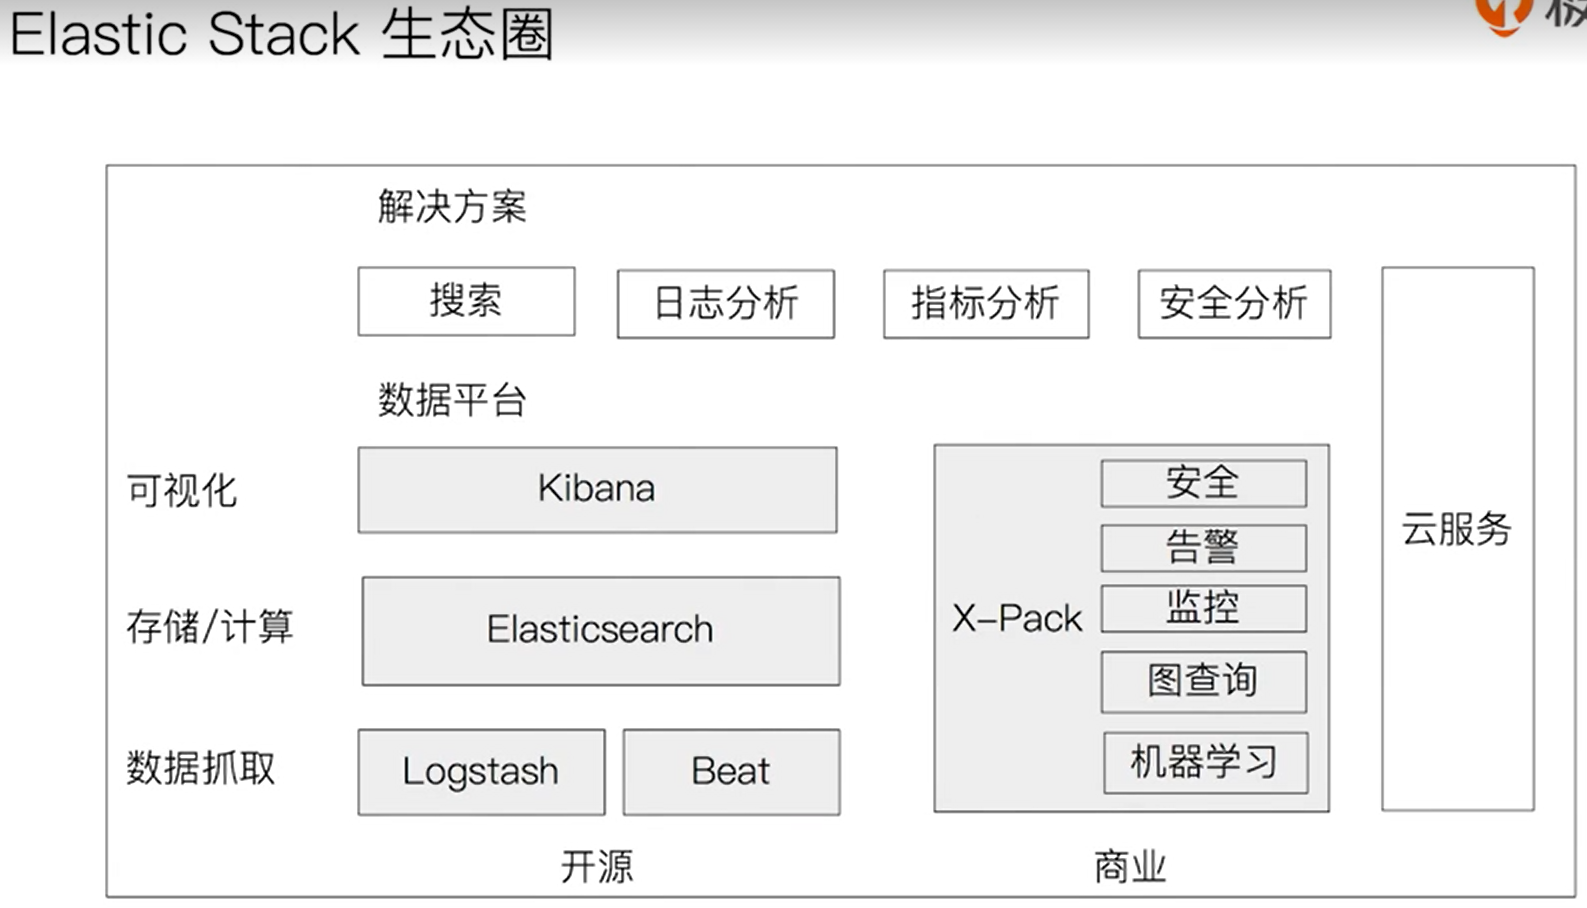 Elastic Stack 生态圈
解决方案
搜索
日志分析
指标分析
安全分析
云服务
数据平台
可视化
Kibana
存储/计算
Elasticsearch
数据抓取
Logstash
Beat
X-Pack
安全
告警
监控
图查询
机器学习
开源
商业